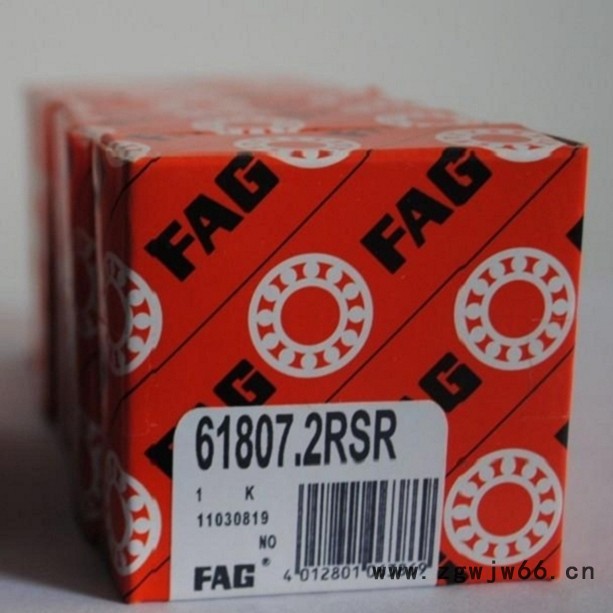 FAG
FAG
FAG
FAG
61807.2RSR
1 K
11030819
NO
FAG®
4 012801
www.zgwjw66.cn